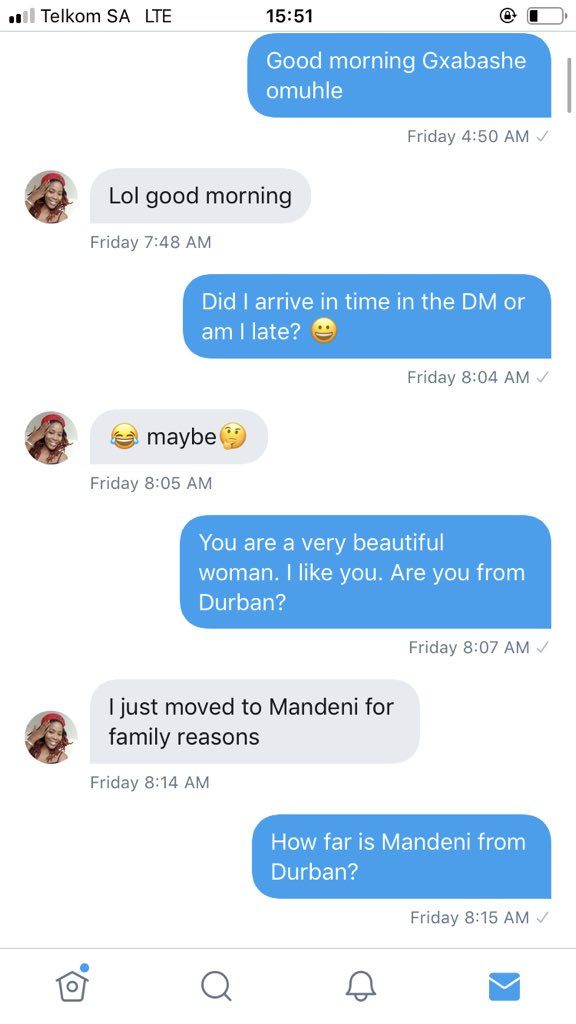 Telkom SA LTE 15:51
Good morning Gxabashe
omuhle
Friday 4:50 AM ✓
Lol good morning
Friday 7:48 AM
Did I arrive in time in the DM or
am I late? 😀
Friday 8:04 AM ✓
😂 maybe🤔
Friday 8:05 AM
You are a very beautiful
woman. I like you. Are you from
Durban?
Friday 8:07 AM ✓
I just moved to Mandeni for
family reasons
Friday 8:14 AM
How far is Mandeni from
Durban?
Friday 8:15 AM ✓